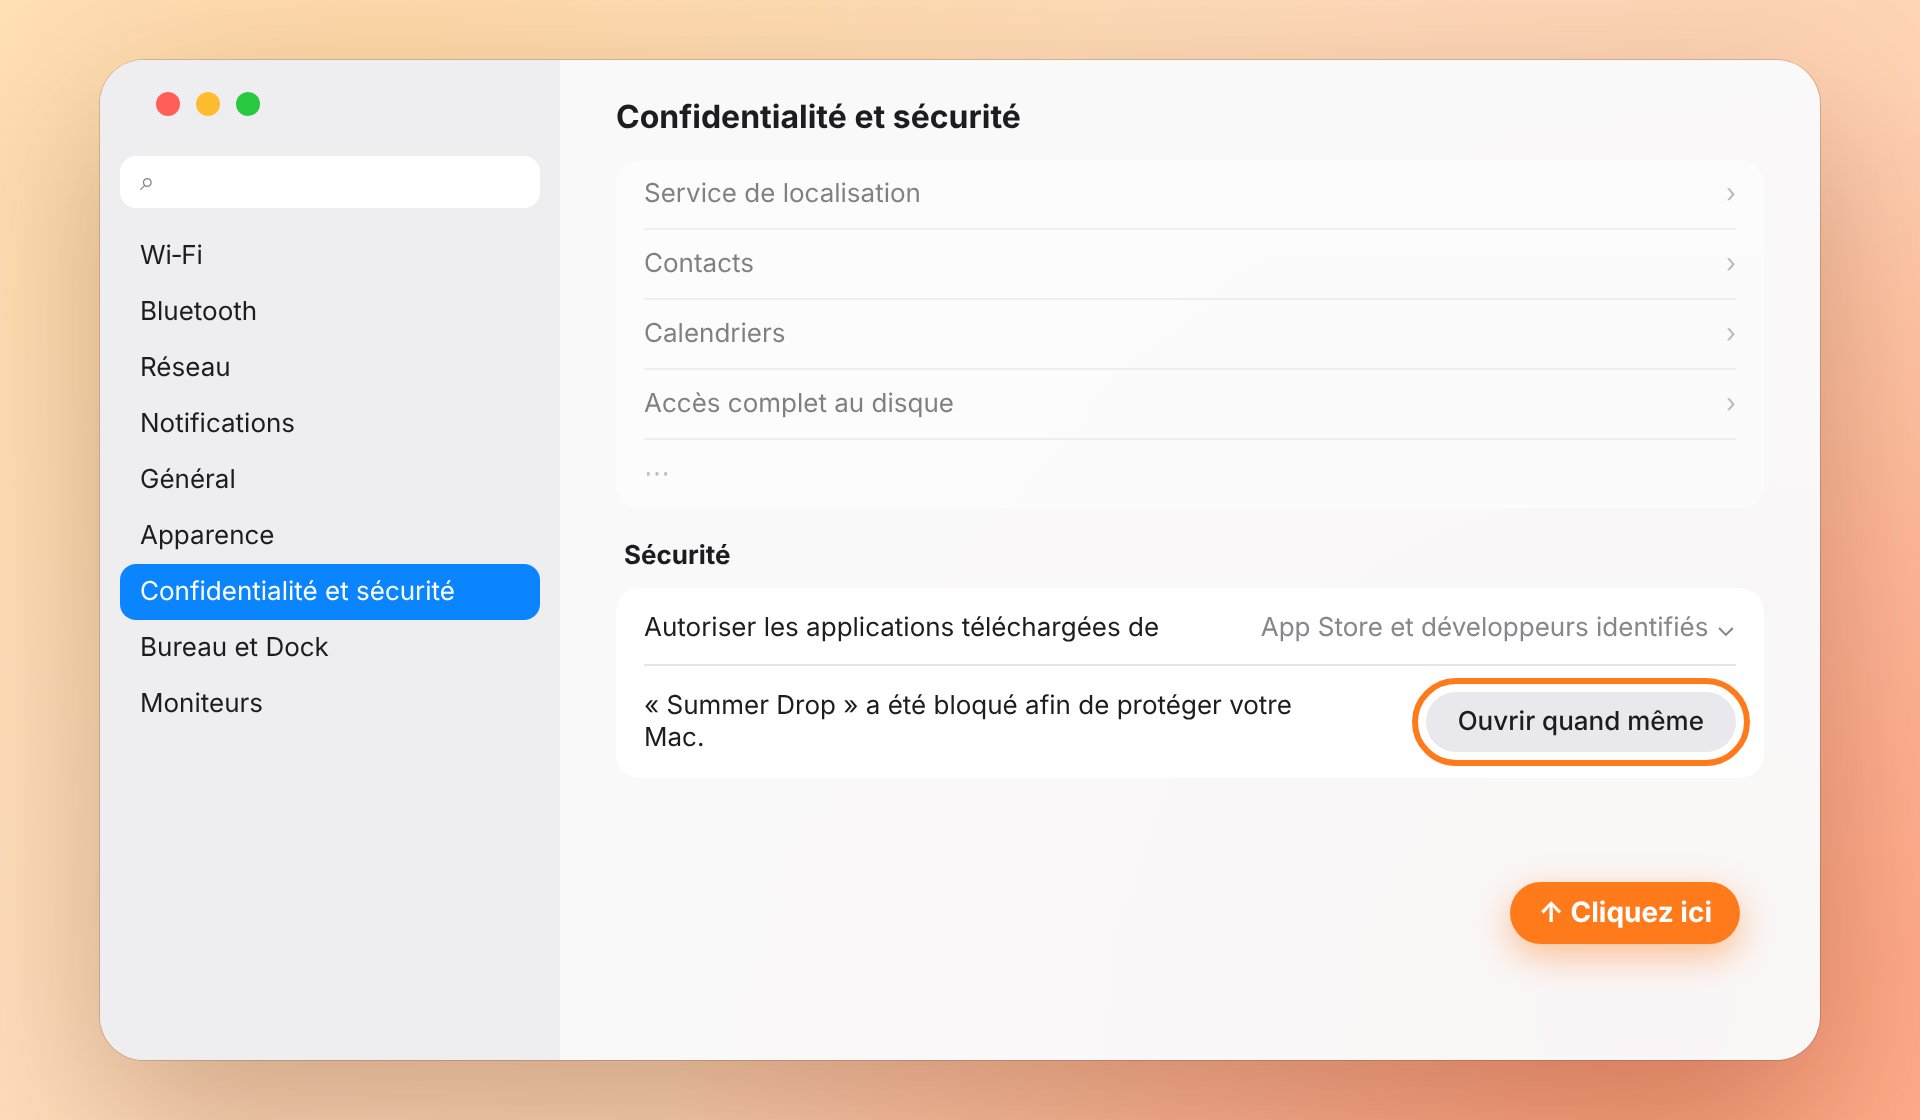 Confidentialité et sécurité
Wi-Fi
Bluetooth
Réseau
Notifications
Général
Apparence
Confidentialité et sécurité
Bureau et Dock
Moniteurs
Service de localisation
Contacts
Calendriers
Accès complet au disque
...
Sécurité
Autoriser les applications téléchargées de
App Store et développeurs identifiés
« Summer Drop » a été bloqué afin de protéger votre
Mac.
Ouvrir quand même
↑ Cliquez ici